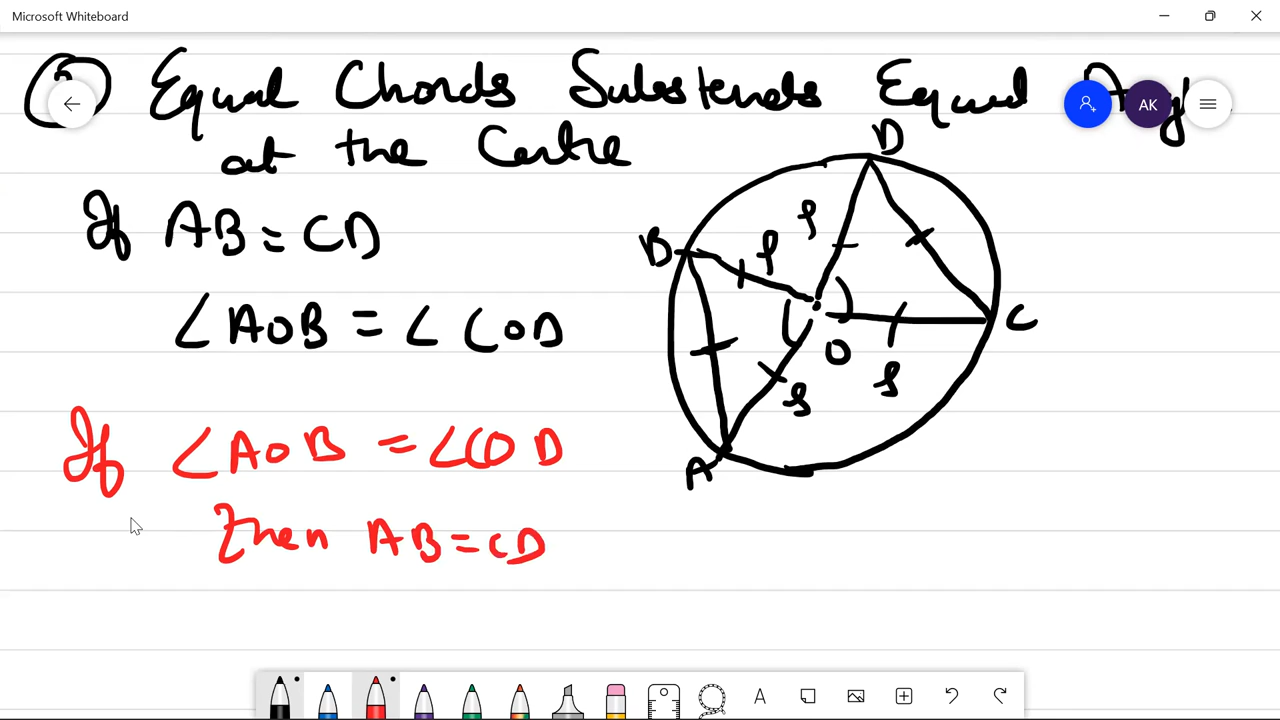 Microsoft Whiteboard
Equal Chords Substends Equal
at the Centre
If AB = CD
∠AOB = ∠COD
If ∠AOB = ∠COD
then AB = CD
D
B
C
O
A
AK
A